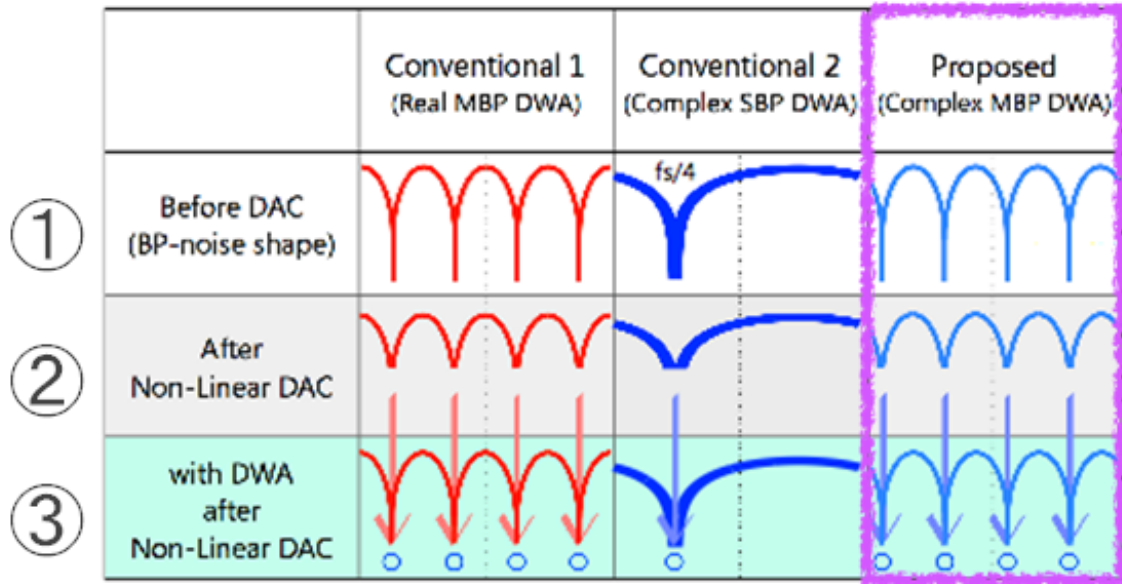 Conventional 1
(Real MBP DWA)
Conventional 2
(Complex SBP DWA)
Proposed
(Complex MBP DWA)
①
Before DAC
(BP-noise shape)
fs/4
②
After
Non-Linear DAC
③
with DWA
after
Non-Linear DAC